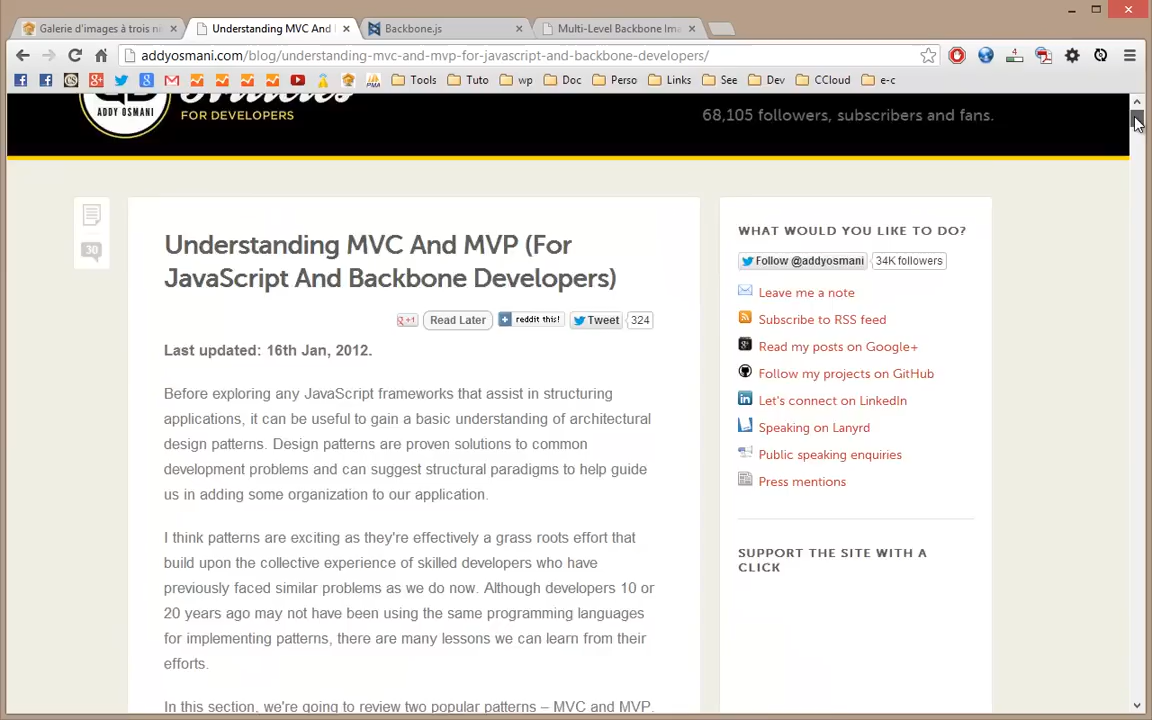 Galerie d'images à trois ni
Understanding MVC And
Backbone.js
Multi-Level Backbone Ima
addyosmani.com/blog/understanding-mvc-and-mvp-for-javascript-and-backbone-developers/
4
Tools
Tuto
wp
Doc
Perso
Links
See
Dev
CCloud
e-c
ADDY OSMANI
Articles
FOR DEVELOPERS
68,105 followers, subscribers and fans.
30
Understanding MVC And MVP (For
JavaScript And Backbone Developers)
+1
Read Later
reddit this!
Tweet
324
Last updated: 16th Jan, 2012.
Before exploring any JavaScript frameworks that assist in structuring
applications, it can be useful to gain a basic understanding of architectural
design patterns. Design patterns are proven solutions to common
development problems and can suggest structural paradigms to help guide
us in adding some organization to our application.
I think patterns are exciting as they're effectively a grass roots effort that
build upon the collective experience of skilled developers who have
previously faced similar problems as we do now. Although developers 10 or
20 years ago may not have been using the same programming languages
for implementing patterns, there are many lessons we can learn from their
efforts.
In this section, we're going to review two popular patterns – MVC and MVP.
WHAT WOULD YOU LIKE TO DO?
Follow @addyosmani
34K followers
Leave me a note
Subscribe to RSS feed
Read my posts on Google+
Follow my projects on GitHub
Let's connect on LinkedIn
Speaking on Lanyrd
Public speaking enquiries
Press mentions
SUPPORT THE SITE WITH A
CLICK